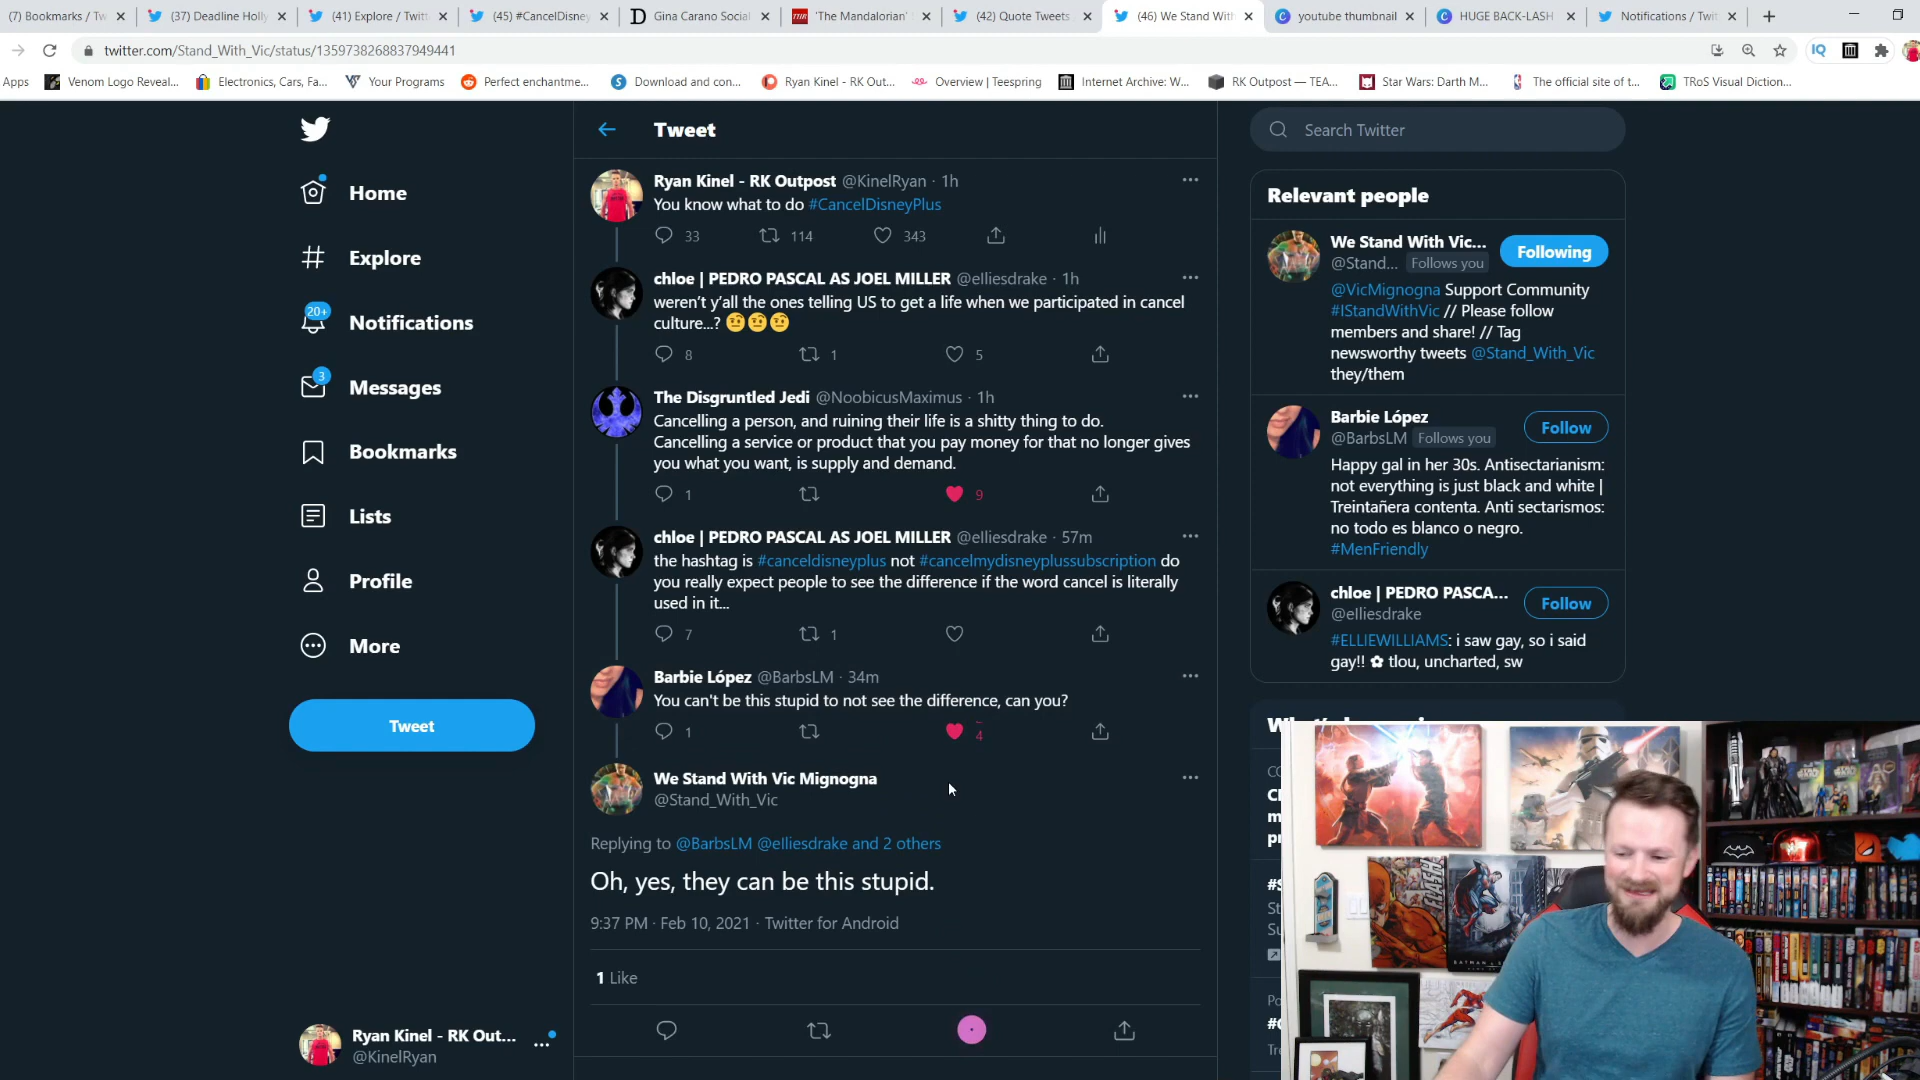 (7) Bookmarks / Tw
(37) Deadline Holly
(41) Explore / Twitt
(45) #CancelDisney
Gina Carano Social
'The Mandalorian'
(42) Quote Tweets
(46) We Stand With
youtube thumbnail
HUGE BACK-LASH
Notifications / Twit
twitter.com/Stand_With_Vic/status/1359738268837949441
Apps
Venom Logo Reveal...
Electronics, Cars, Fa...
Your Programs
Perfect enchantme...
Download and con...
Ryan Kinel - RK Out...
Overview | Teespring
Internet Archive: W...
RK Outpost — TEA...
Star Wars: Darth M...
The official site of t...
TRoS Visual Diction...
Home
Explore
20+
Notifications
3
Messages
Bookmarks
Lists
Profile
More
Tweet
Ryan Kinel - RK Out...
@KinelRyan
Tweet
Ryan Kinel - RK Outpost @KinelRyan · 1h
You know what to do #CancelDisneyPlus
33 114 343
chloe | PEDRO PASCAL AS JOEL MILLER @elliesdrake · 1h
weren't y'all the ones telling US to get a life when we participated in cancel
culture...? 🤨🤨🤨
8 1 5
The Disgruntled Jedi @NoobicusMaximus · 1h
Cancelling a person, and ruining their life is a shitty thing to do.
Cancelling a service or product that you pay money for that no longer gives
you what you want, is supply and demand.
1 9
chloe | PEDRO PASCAL AS JOEL MILLER @elliesdrake · 57m
the hashtag is #canceldisneyplus not #cancelmydisneyplussubscription do
you really expect people to see the difference if the word cancel is literally
used in it...
7 1
Barbie López @BarbsLM · 34m
You can't be this stupid to not see the difference, can you?
1 4
We Stand With Vic Mignogna
@Stand_With_Vic
Replying to @BarbsLM @elliesdrake and 2 others
Oh, yes, they can be this stupid.
9:37 PM · Feb 10, 2021 · Twitter for Android
1 Like
Search Twitter
Relevant people
We Stand With Vic...
@Stand... Follows you
Following
@VicMignogna Support Community
#IStandWithVic // Please follow
members and share! // Tag
newsworthy tweets @Stand_With_Vic
they/them
Barbie López
@BarbsLM Follows you
Follow
Happy gal in her 30s. Antisectarianism:
not everything is just black and white |
Treintañera contenta. Anti sectarismos:
no todo es blanco o negro.
#MenFriendly
chloe | PEDRO PASCA...
@elliesdrake
Follow
#ELLIEWILLIAMS: i saw gay, so i said
gay!! ✿ tlou, uncharted, sw
FLASH
BATMAN